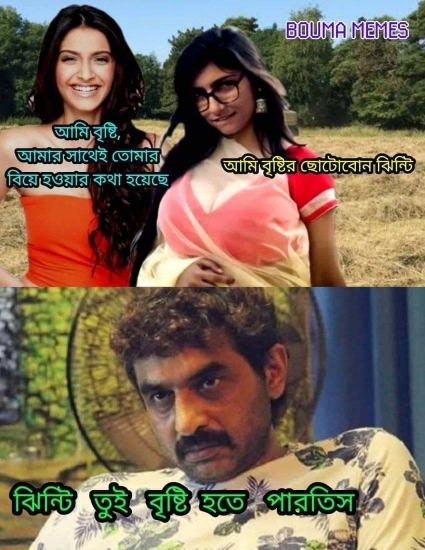 BOUMA MEMES
আমি বৃষ্টি,
আমার সাথেই তোমার
বিয়ে হওয়ার কথা হয়েছে
আমি বৃষ্টির ছোটোবোন ঝিন্টি
ঝিন্টি তুই বৃষ্টি হতে পারতিস